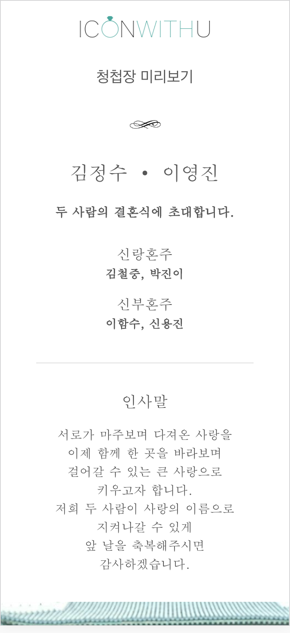 ICONWITHU
청첩장 미리보기
김정수 • 이영진
두 사람의 결혼식에 초대합니다.
신랑혼주
김철중, 박진이
신부혼주
이함수, 신용진
인사말
서로가 마주보며 다져온 사랑을
이제 함께 한 곳을 바라보며
걸어갈 수 있는 큰 사랑으로
키우고자 합니다.
저희 두 사람이 사랑의 이름으로
지켜나갈 수 있게
앞 날을 축복해주시면
감사하겠습니다.